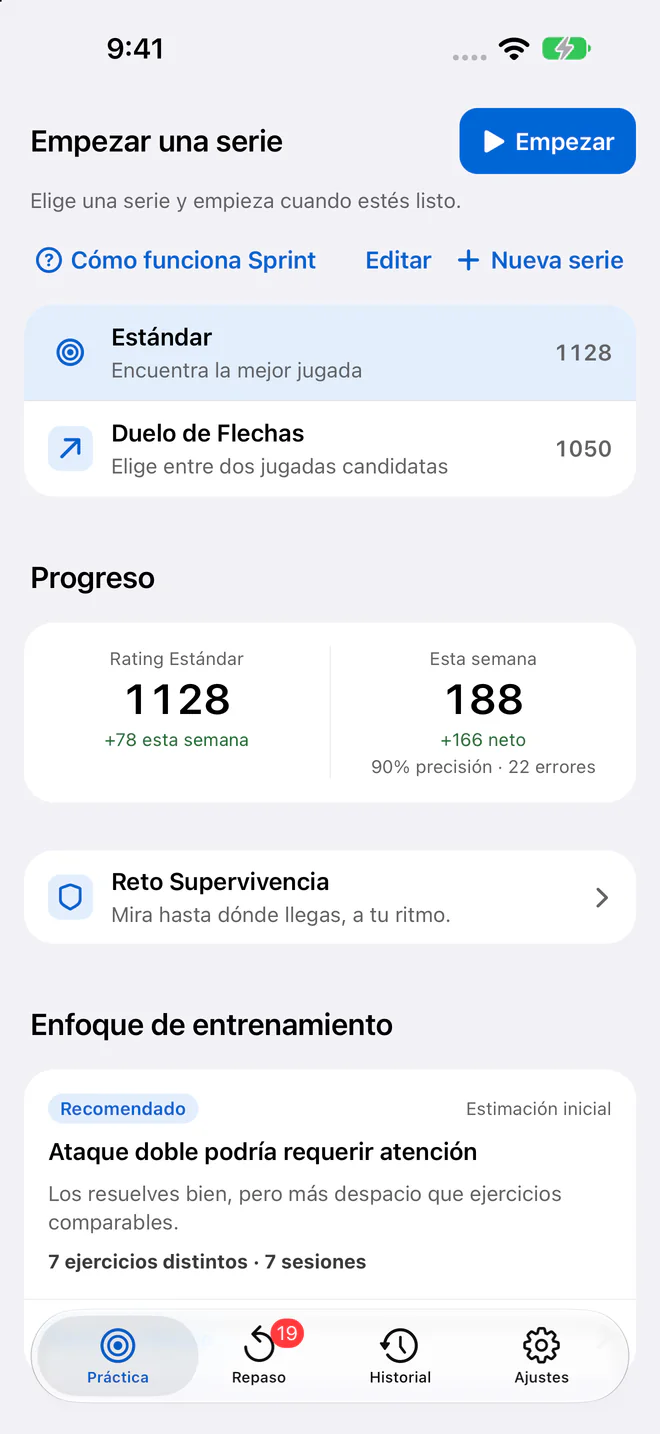 9:41
Empezar una serie
Empezar
Elige una serie y empieza cuando estés listo.
Cómo funciona Sprint
Editar
Nueva serie
Estándar
Encuentra la mejor jugada
1128
Duelo de Flechas
Elige entre dos jugadas candidatas
1050
Progreso
Rating Estándar
1128
+78 esta semana
Esta semana
188
+166 neto
90% precisión · 22 errores
Reto Supervivencia
Mira hasta dónde llegas, a tu ritmo.
Enfoque de entrenamiento
Recomendado
Estimación inicial
Ataque doble podría requerir atención
Los resuelves bien, pero más despacio que ejercicios
comparables.
7 ejercicios distintos · 7 sesiones
Práctica
19
Repaso
Historial
Ajustes